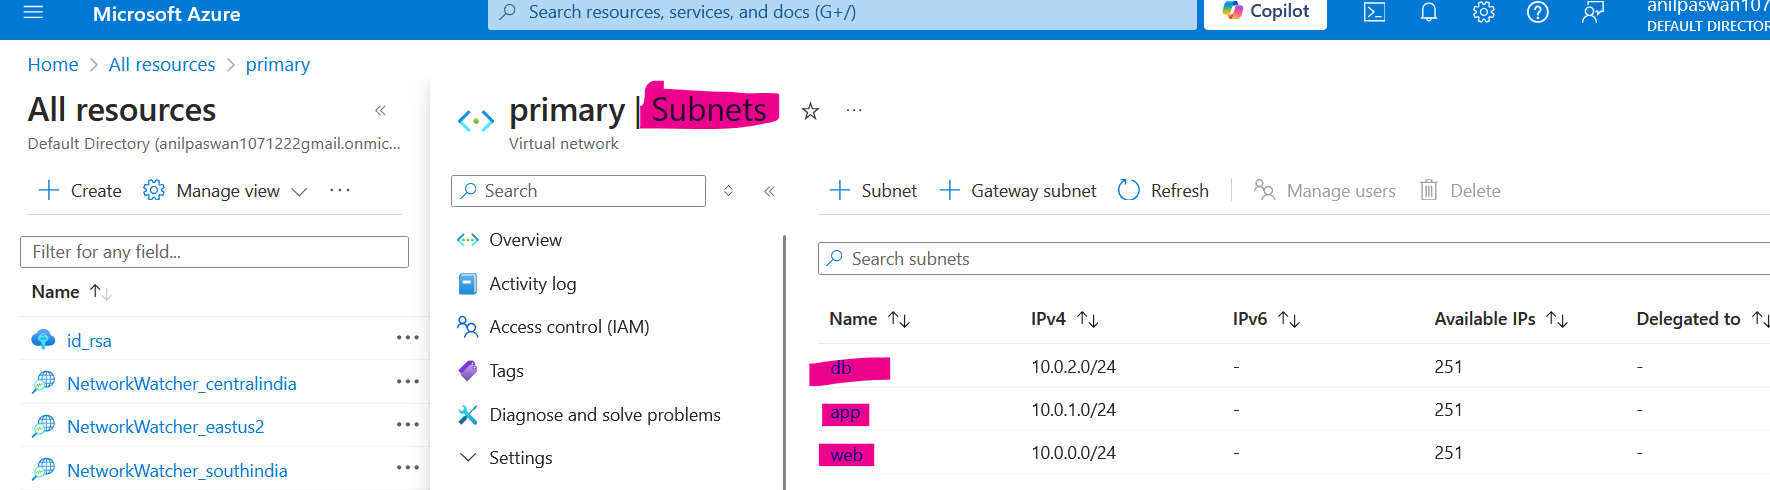 Microsoft Azure
Search resources, services, and docs (G+/)
Copilot
DEFAULT DIRECTOR
Home > All resources > primary
All resources
Default Directory (anilpaswan1071222gmail.onmic...
primary | Subnets
Virtual network
+ Create Manage view ...
Search
+ Subnet + Gateway subnet Refresh Manage users Delete
Filter for any field...
Name
id_rsa
NetworkWatcher_centralindia
NetworkWatcher_eastus2
NetworkWatcher_southindia
Overview
Activity log
Access control (IAM)
Tags
Diagnose and solve problems
Settings
Search subnets
Name IPv4 IPv6 Available IPs Delegated to
db 10.0.2.0/24 - 251 -
app 10.0.1.0/24 - 251 -
web 10.0.0.0/24 - 251 -